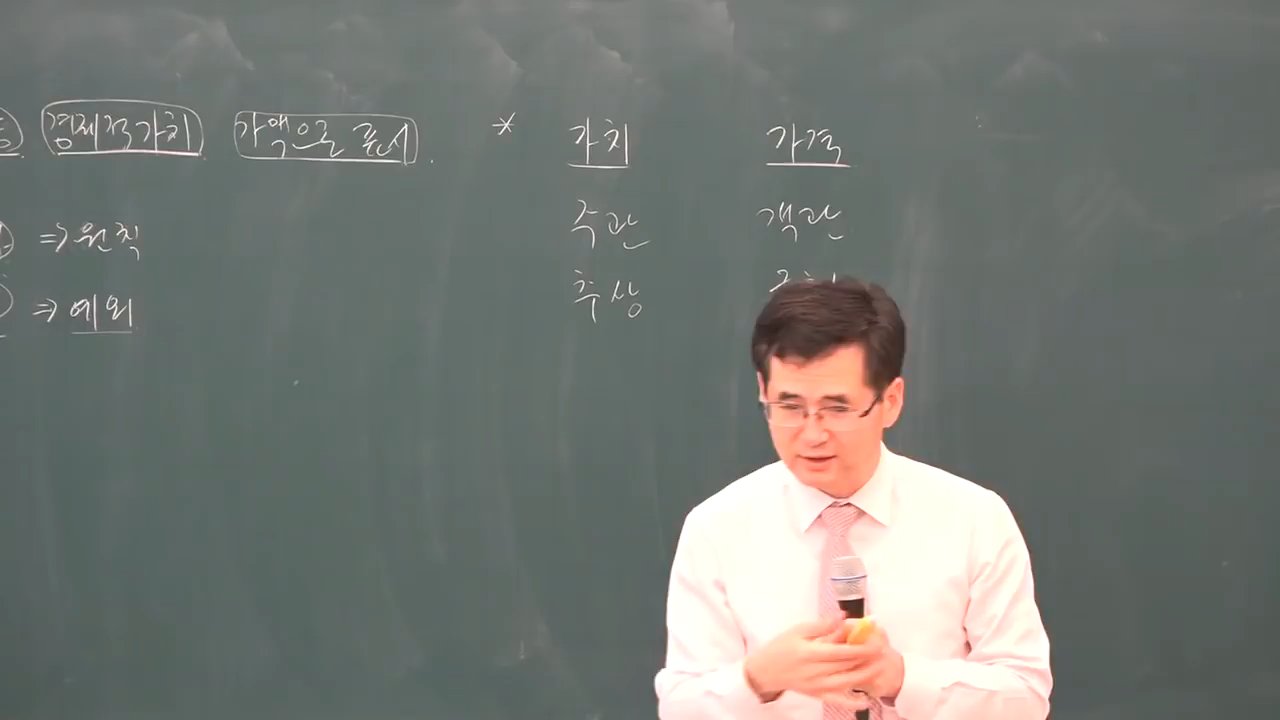 경제적가치 가액으로 표시. * 가치 가격
⇒ 원칙 주관 객관
⇒ 예외 추상